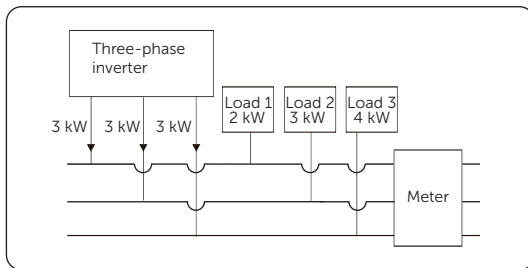 Three-phase
inverter
3 kW 3 kW 3 kW
Load 1
2 kW
Load 2
3 kW
Load 3
4 kW
Meter